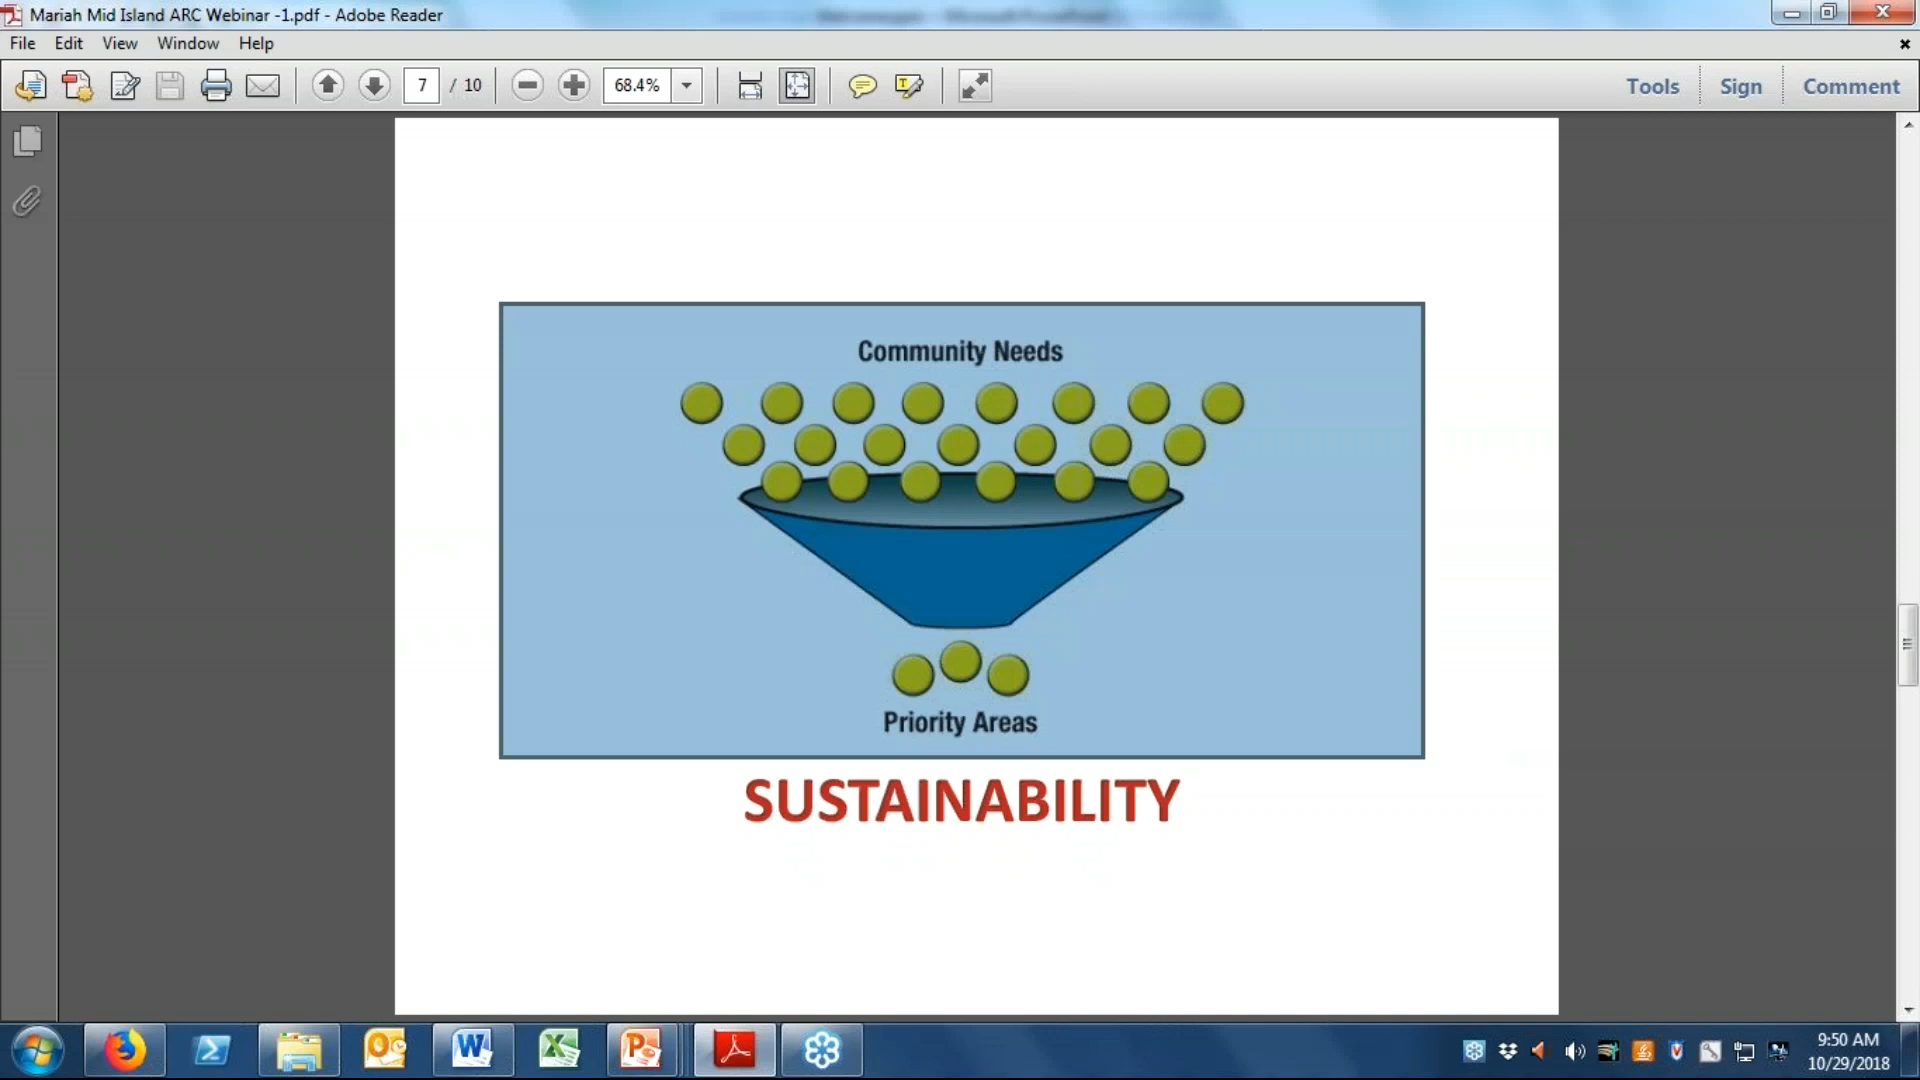 Mariah Mid Island ARC Webinar -1.pdf - Adobe Reader
File Edit View Window Help
7 / 10 68.4% Tools Sign Comment
Community Needs
Priority Areas
SUSTAINABILITY
9:50 AM
10/29/2018